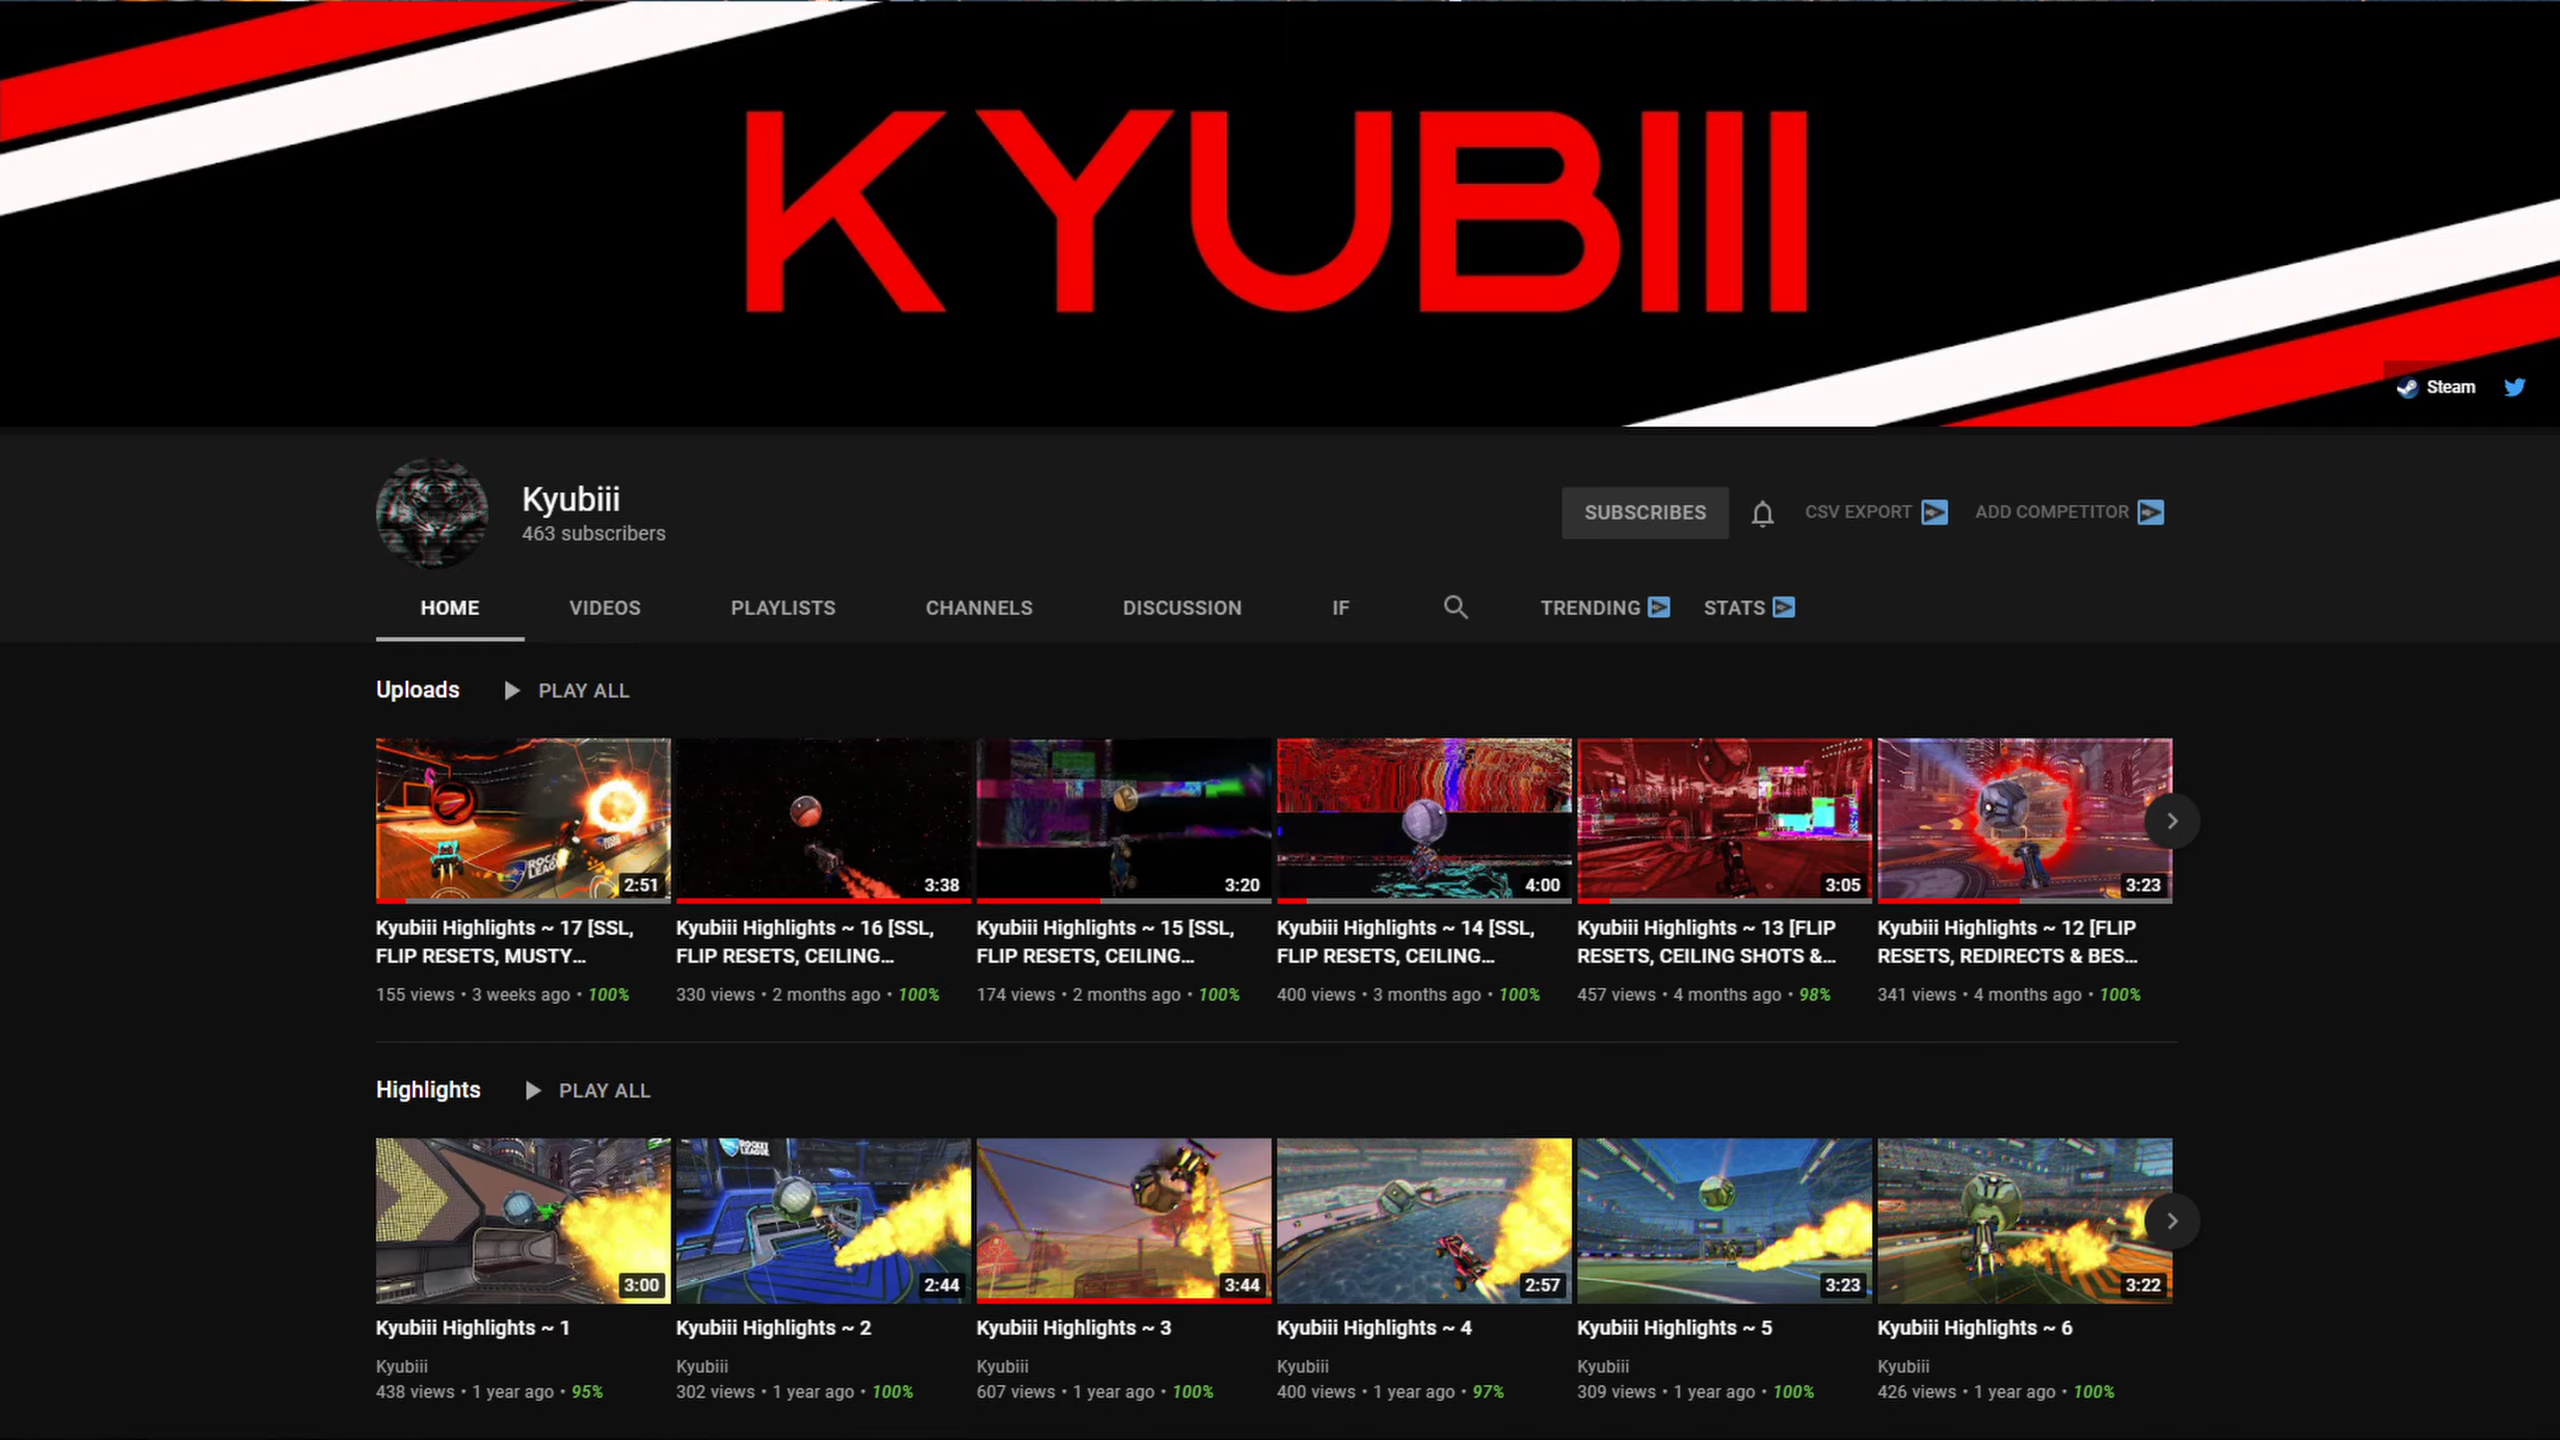 KYUBIII
Steam
Kyubiii
463 subscribers
SUBSCRIBES
CSV EXPORT
ADD COMPETITOR
HOME
VIDEOS
PLAYLISTS
CHANNELS
DISCUSSION
IF
TRENDING
STATS
Uploads
PLAY ALL
2:51
3:38
3:20
4:00
3:05
3:23
Kyubiii Highlights ~ 17 [SSL,
FLIP RESETS, MUSTY...
155 views • 3 weeks ago • 100%
Kyubiii Highlights ~ 16 [SSL,
FLIP RESETS, CEILING...
330 views • 2 months ago • 100%
Kyubiii Highlights ~ 15 [SSL,
FLIP RESETS, CEILING...
174 views • 2 months ago • 100%
Kyubiii Highlights ~ 14 [SSL,
FLIP RESETS, CEILING...
400 views • 3 months ago • 100%
Kyubiii Highlights ~ 13 [FLIP
RESETS, CEILING SHOTS &...
457 views • 4 months ago • 98%
Kyubiii Highlights ~ 12 [FLIP
RESETS, REDIRECTS & BES...
341 views • 4 months ago • 100%
Highlights
PLAY ALL
ROCKET
LEAGUE
3:00
2:44
3:44
2:57
3:23
3:22
Kyubiii Highlights ~ 1
Kyubiii
438 views • 1 year ago • 95%
Kyubiii Highlights ~ 2
Kyubiii
302 views • 1 year ago • 100%
Kyubiii Highlights ~ 3
Kyubiii
607 views • 1 year ago • 100%
Kyubiii Highlights ~ 4
Kyubiii
400 views • 1 year ago • 97%
Kyubiii Highlights ~ 5
Kyubiii
309 views • 1 year ago • 100%
Kyubiii Highlights ~ 6
Kyubiii
426 views • 1 year ago • 100%